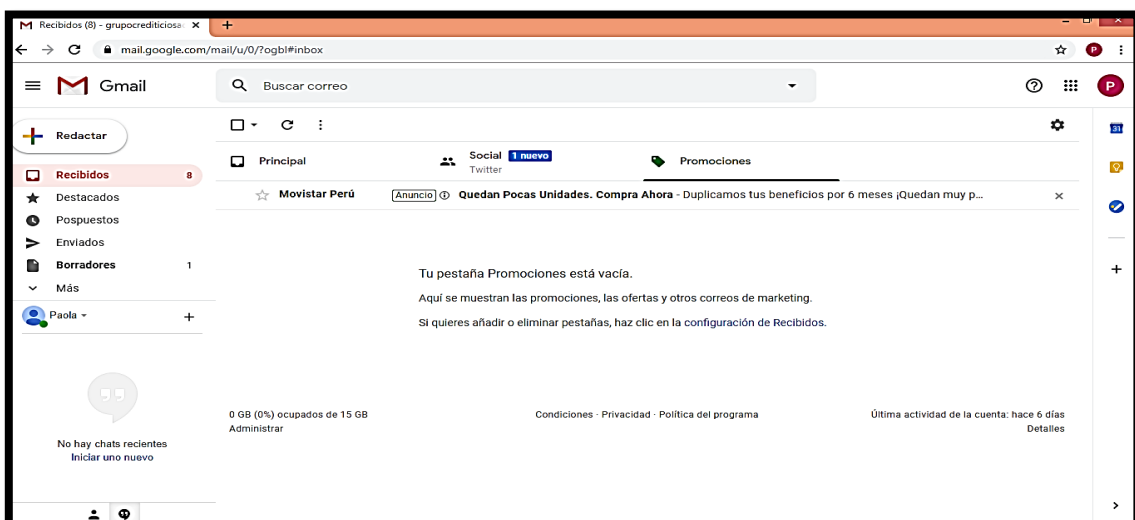 Recibidos (8) - grupocrediticiosa
mail.google.com/mail/u/0/?ogbl#inbox
P
Gmail
Buscar correo
P
Redactar
Principal
Social 1 nuevo
Twitter
Promociones
31
Recibidos 8
Movistar Perú Anuncio Quedan Pocas Unidades. Compra Ahora - Duplicamos tus beneficios por 6 meses ¡Quedan muy p...
Destacados
Pospuestos
Enviados
Borradores 1
Más
Paola
Tu pestaña Promociones está vacía.
Aquí se muestran las promociones, las ofertas y otros correos de marketing.
Si quieres añadir o eliminar pestañas, haz clic en la configuración de Recibidos.
0 GB (0%) ocupados de 15 GB
Administrar
Condiciones · Privacidad · Política del programa
Última actividad de la cuenta: hace 6 días
Detalles
No hay chats recientes
Iniciar uno nuevo